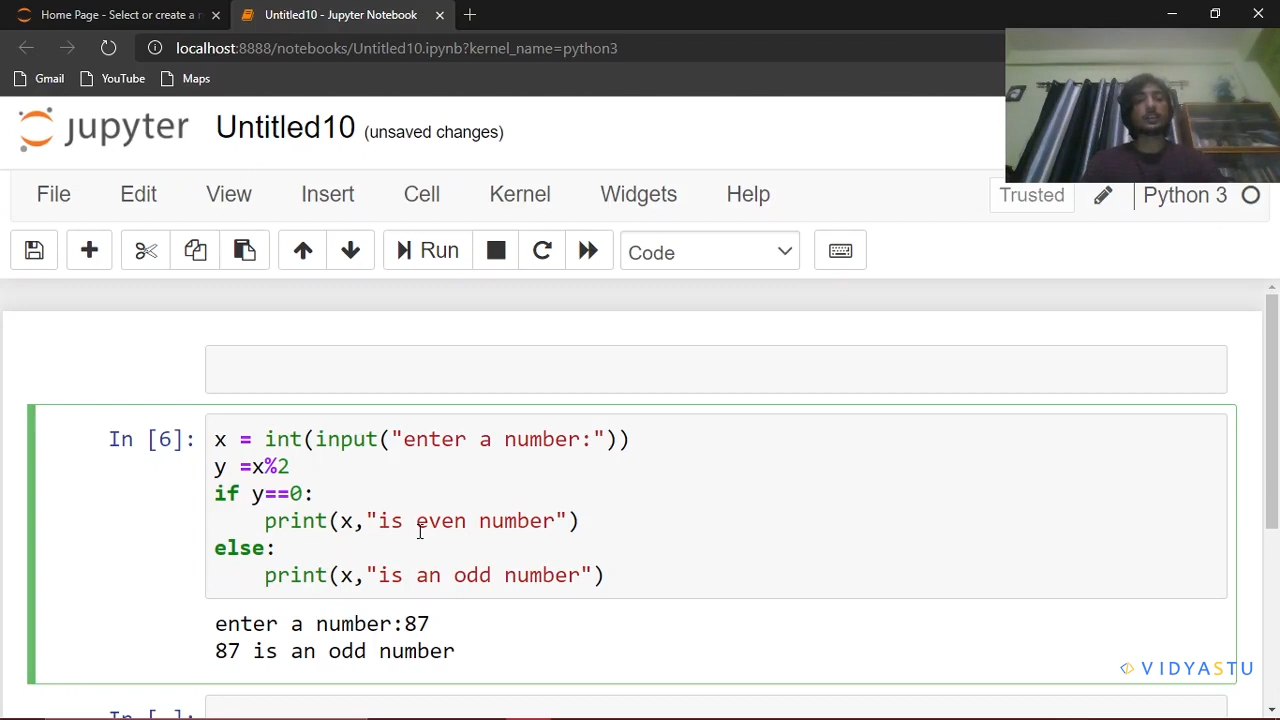 Home Page - Select or create a n
Untitled10 - Jupyter Notebook
localhost:8888/notebooks/Untitled10.ipynb?kernel_name=python3
Gmail YouTube Maps
jupyter Untitled10 (unsaved changes)
File Edit View Insert Cell Kernel Widgets Help Trusted Python 3
Run Code
In [6]: x = int(input("enter a number:"))
y =x%2
if y==0:
print(x,"is even number")
else:
print(x,"is an odd number")
enter a number:87
87 is an odd number
VIDYASTU
In [ ]: